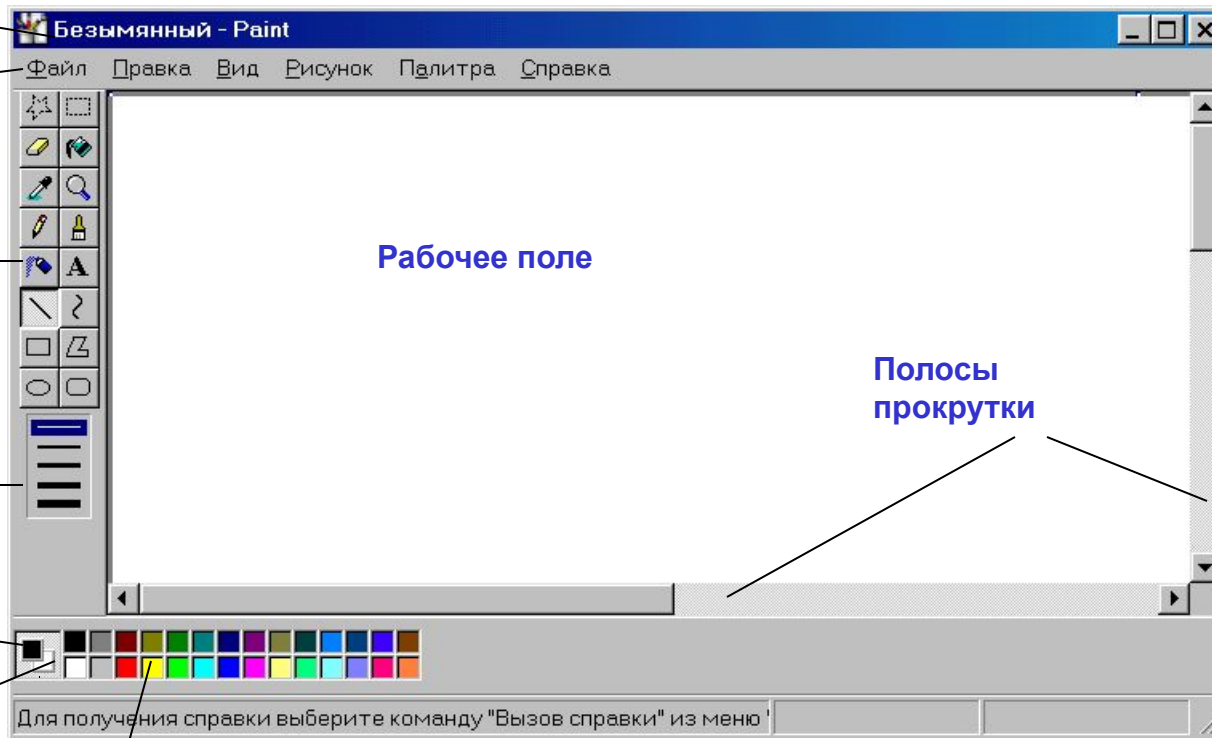 Безымянный - Paint
Файл Правка Вид Рисунок Палитра Справка
A
Рабочее поле
Полосы
прокрутки
Для получения справки выберите команду "Вызов справки" из меню '